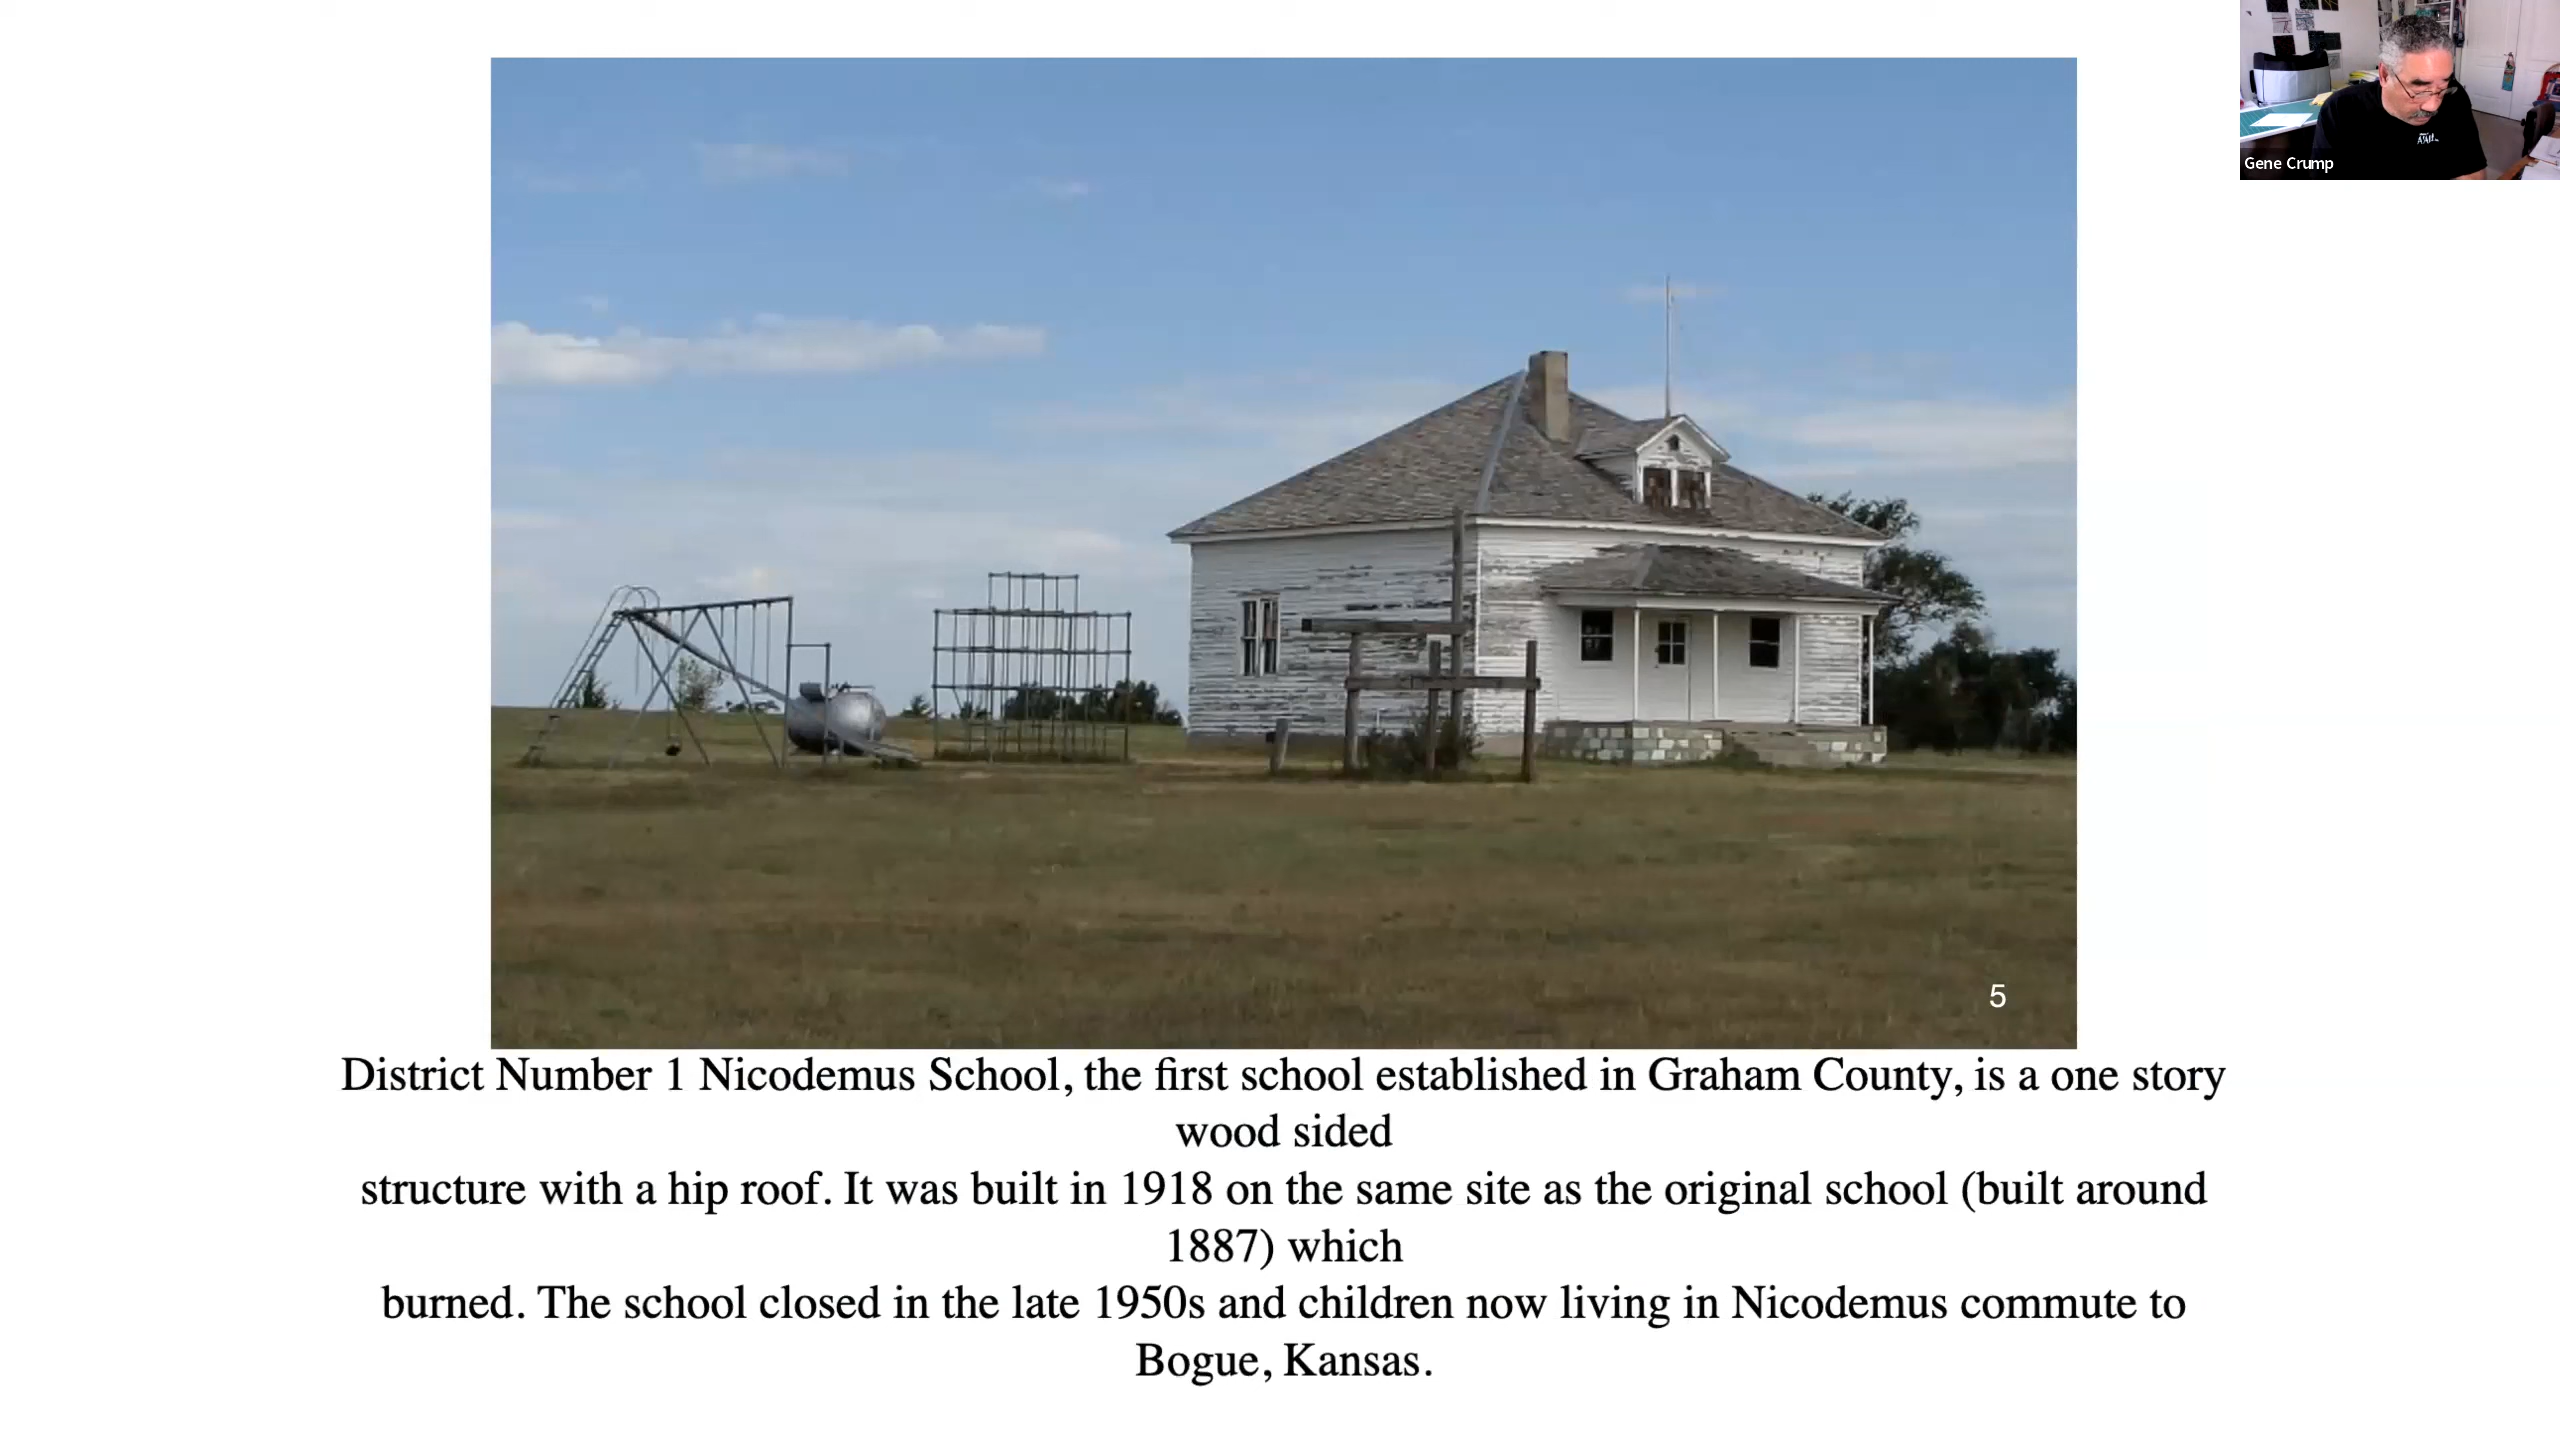 Gene Crump
5
District Number 1 Nicodemus School, the first school established in Graham County, is a one story
wood sided
structure with a hip roof. It was built in 1918 on the same site as the original school (built around
1887) which
burned. The school closed in the late 1950s and children now living in Nicodemus commute to
Bogue, Kansas.